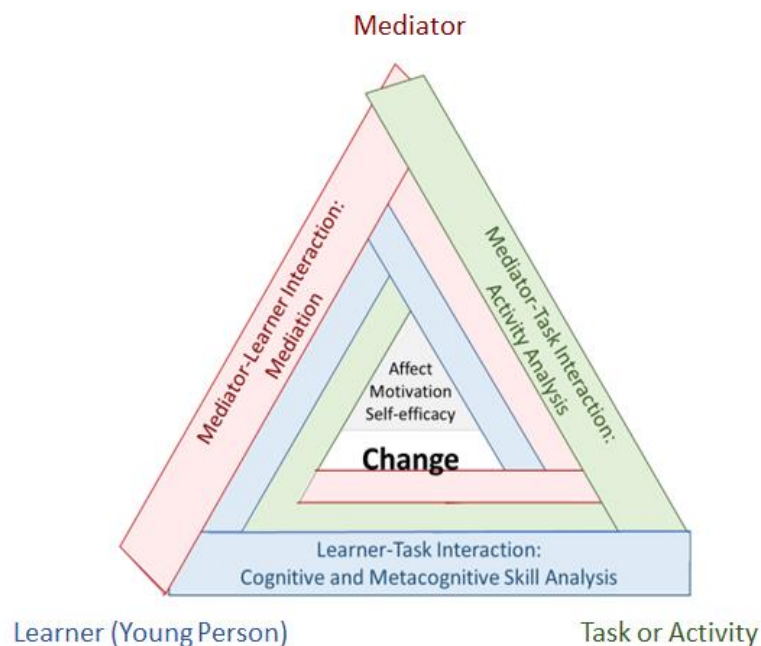 Mediator
Mediator-Learner Interaction:
Mediation
Mediator-Task Interaction:
Activity Analysis
Affect
Motivation
Self-efficacy
Change
Learner-Task Interaction:
Cognitive and Metacognitive Skill Analysis
Learner (Young Person)
Task or Activity